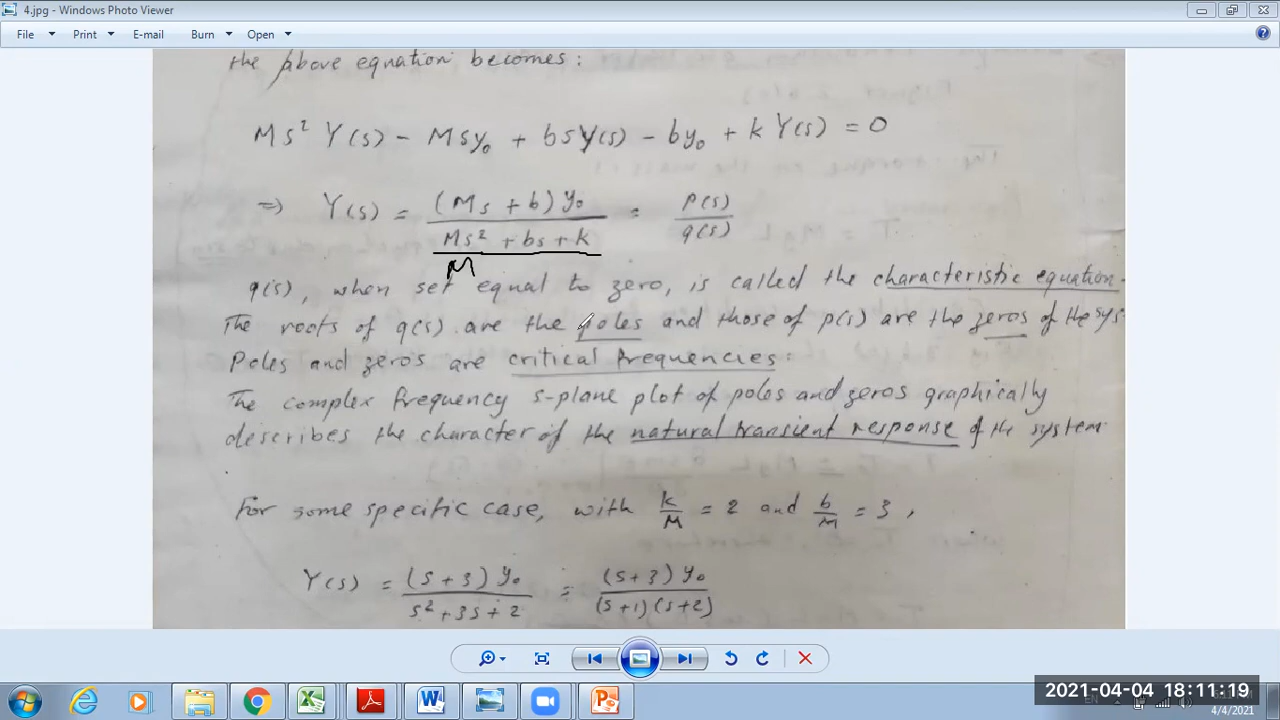 4.jpg - Windows Photo Viewer
File Print Burn Open E-mail
the above equation becomes:
Ms² Y(s) - Msy₀ + bsY(s) - by₀ + kY(s) = 0
⇒ Y(s) = (Ms + b) y₀ / Ms² + bs + k = p(s) / q(s)
M
q(s), when set equal to zero, is called the characteristic equation.
The roots of q(s) are the poles and those of p(s) are the zeros of the sys
Poles and zeros are critical frequencies:
The complex frequency s-plane plot of poles and zeros graphically
describes the character of the natural transient response of the system
For some specific case, with k/M = 2 and b/M = 3,
Y(s) = (s+3) y₀ / s² + 3s + 2 = (s+3) y₀ / (s+1)(s+2)
2021-04-04 18:11:19
4/4/2021